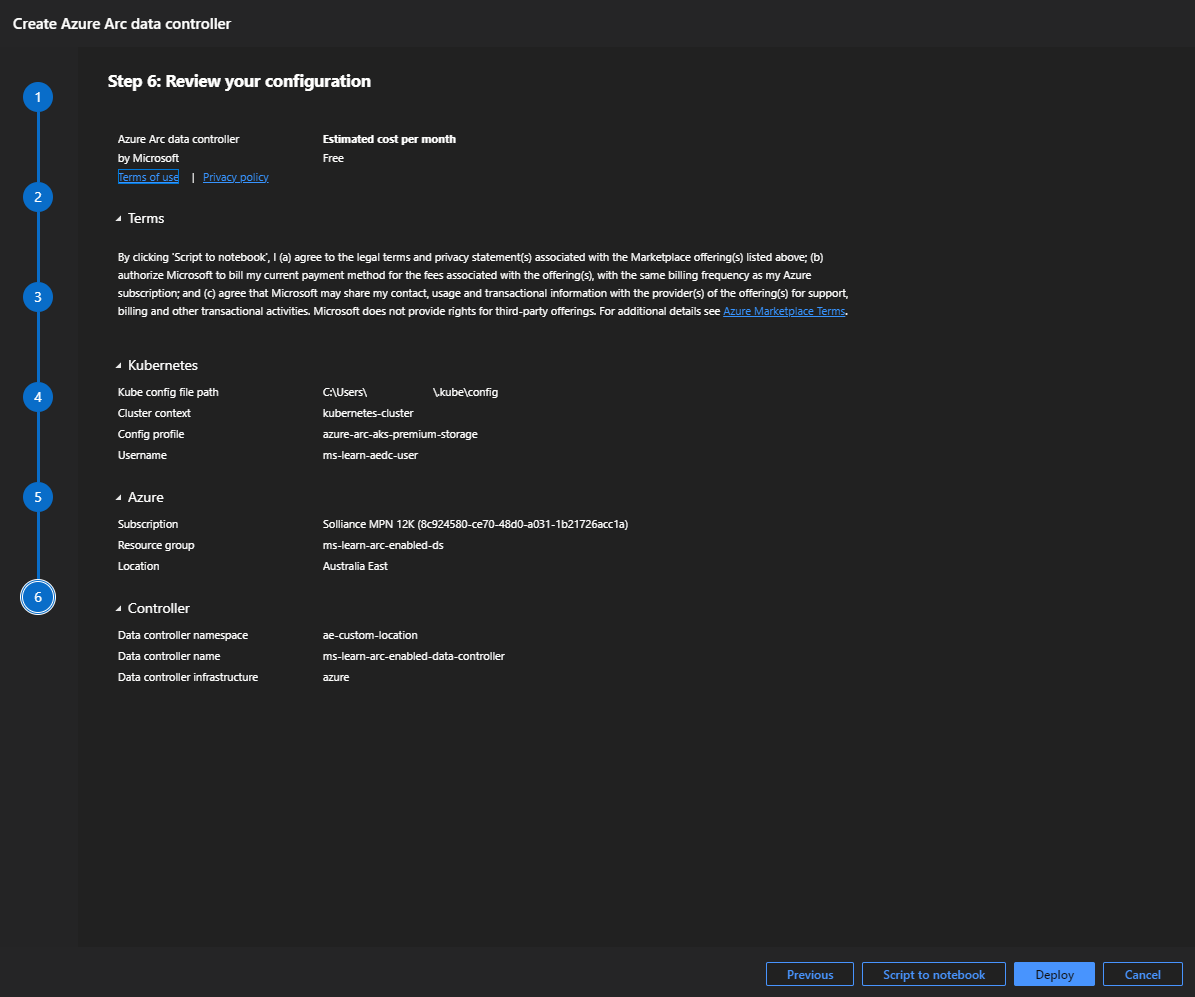 Create Azure Arc data controller
1
2
3
4
5
6
Step 6: Review your configuration
Azure Arc data controller
Estimated cost per month
by Microsoft
Free
Terms of use | Privacy policy
Terms
By clicking 'Script to notebook', I (a) agree to the legal terms and privacy statement(s) associated with the Marketplace offering(s) listed above; (b)
authorize Microsoft to bill my current payment method for the fees associated with the offering(s), with the same billing frequency as my Azure
subscription; and (c) agree that Microsoft may share my contact, usage and transactional information with the provider(s) of the offering(s) for support,
billing and other transactional activities. Microsoft does not provide rights for third-party offerings. For additional details see Azure Marketplace Terms.
Kubernetes
Kube config file path C:\Users\ \.kube\config
Cluster context kubernetes-cluster
Config profile azure-arc-aks-premium-storage
Username ms-learn-aedc-user
Azure
Subscription Solliance MPN 12K (8c924580-ce70-48d0-a031-1b21726acc1a)
Resource group ms-learn-arc-enabled-ds
Location Australia East
Controller
Data controller namespace ae-custom-location
Data controller name ms-learn-arc-enabled-data-controller
Data controller infrastructure azure
Previous Script to notebook Deploy Cancel